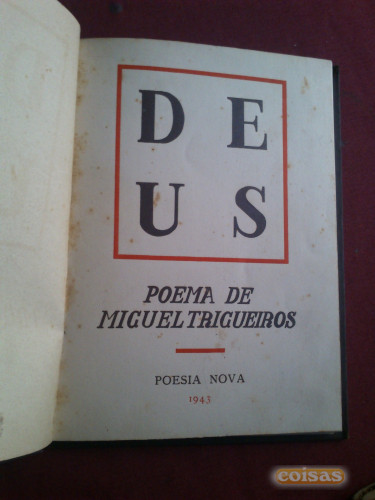 D E
U S
POEMA DE
MIGUEL TRIGUEIROS
POESIA NOVA
1943
coisas